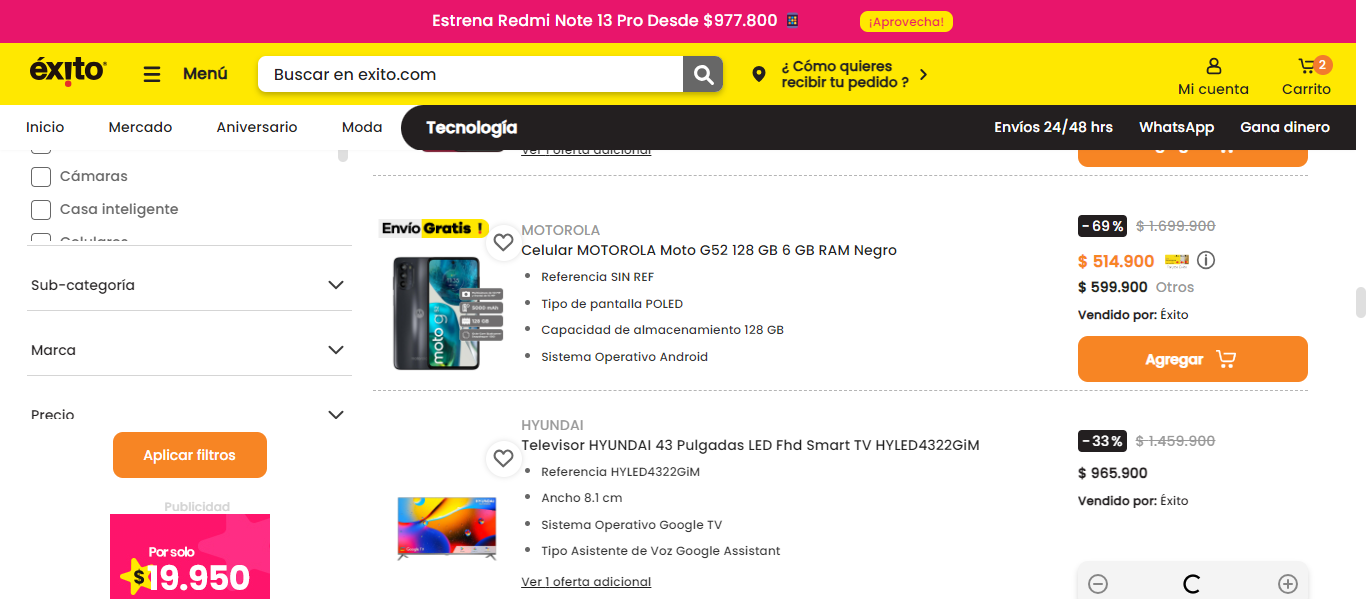 Estrena Redmi Note 13 Pro Desde $977.800
¡Aprovecha!
éxito
Menú
Buscar en exito.com
¿ Cómo quieres
recibir tu pedido ?
Mi cuenta
2
Carrito
Inicio
Mercado
Aniversario
Moda
Tecnología
Envíos 24/48 hrs
WhatsApp
Gana dinero
Cámaras
Casa inteligente
Celulares
Sub-categoría
Marca
Precio
Aplicar filtros
Publicidad
Por solo
$19.950
Ver 1 oferta adicional
Agregar
Envío Gratis !
MOTOROLA
Celular MOTOROLA Moto G52 128 GB 6 GB RAM Negro
Referencia SIN REF
Tipo de pantalla POLED
Capacidad de almacenamiento 128 GB
Sistema Operativo Android
-69%
$ 1.699.900
$ 514.900
$ 599.900 Otros
Vendido por: Éxito
Agregar
HYUNDAI
Televisor HYUNDAI 43 Pulgadas LED Fhd Smart TV HYLED4322GiM
Referencia HYLED4322GiM
Ancho 8.1 cm
Sistema Operativo Google TV
Tipo Asistente de Voz Google Assistant
Ver 1 oferta adicional
-33%
$ 1.459.900
$ 965.900
Vendido por: Éxito